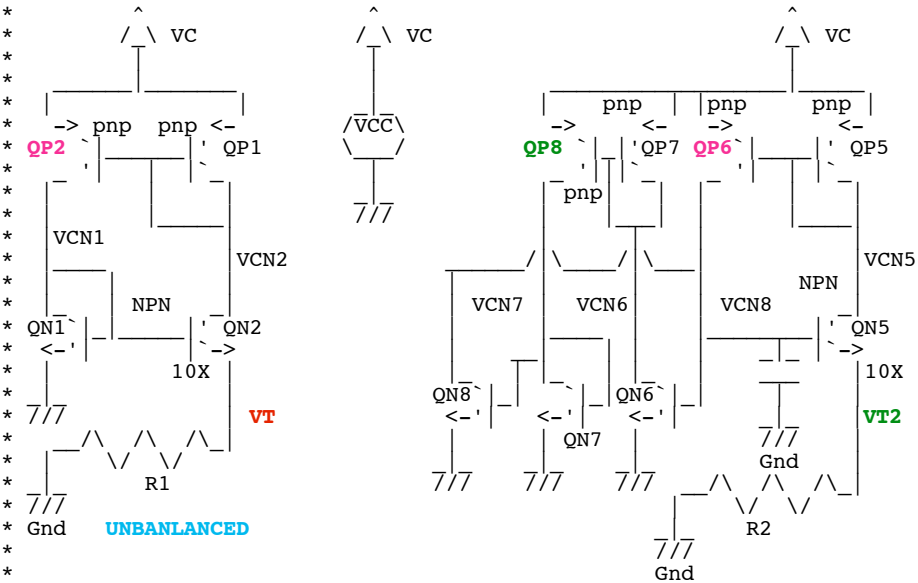 VC VC VC
pnp pnp pnp
-> pnp pnp <- VCC -> <- -> <-
QP2 QP1 QP8 QP7 QP6 QP5
pnp
/// 
VCN1
VCN2 VCN5
NPN VCN7 VCN6 VCN8 NPN
QN1 QN2 QN5
<- -> ->
10X 10X
QN8 QN6
/// VT <- <- <- VT2
QN7
///
Gnd
R1 /// /// ///
///
Gnd UNBANLANCED R2
///
Gnd